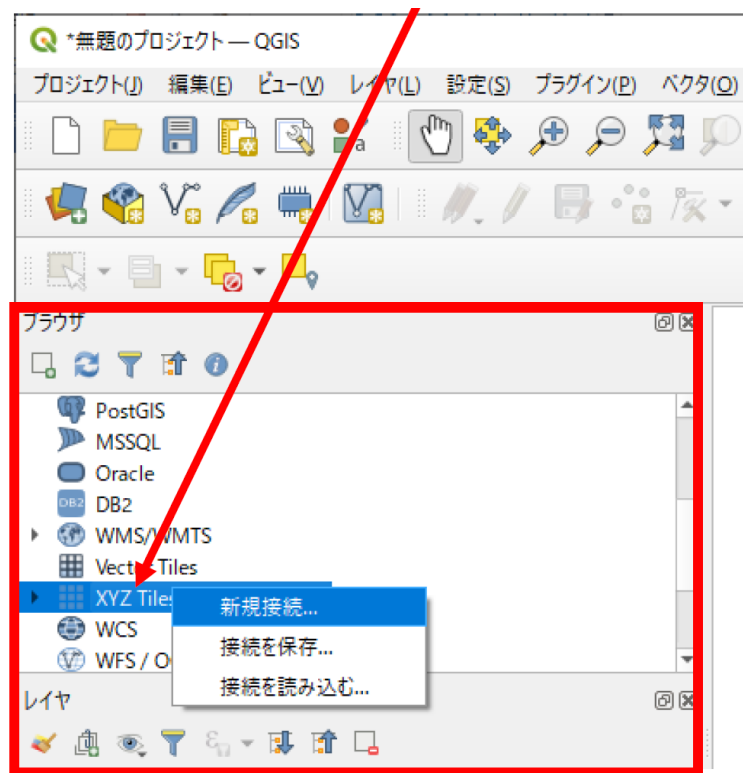 *無題のプロジェクト — QGIS
プロジェクト(J) 編集(E) ビュー(V) レイヤ(L) 設定(S) プラグイン(P) ベクタ(O)
ブラウザ
PostGIS
MSSQL
Oracle
DB2 DB2
WMS/WMTS
Vector Tiles
XYZ Tiles
新規接続...
WCS
接続を保存...
WFS / O
接続を読み込む...
レイヤ